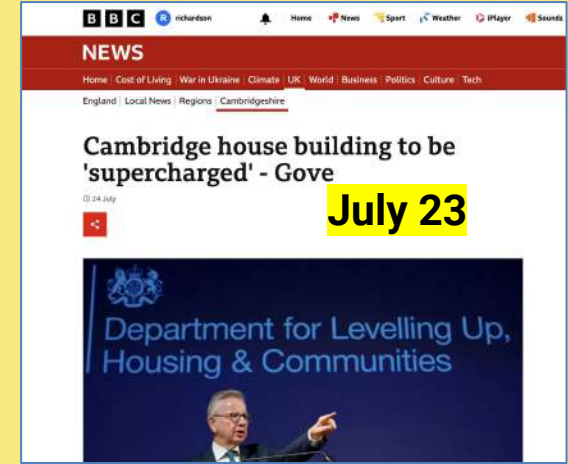 BBC R richardson Home News Sport Weather iPlayer Sounds
NEWS
Home Cost of Living War in Ukraine Climate UK World Business Politics Culture Tech
England Local News Regions Cambridgeshire
Cambridge house building to be
'supercharged' - Gove
24 July
July 23
Department for Levelling Up,
Housing & Communities